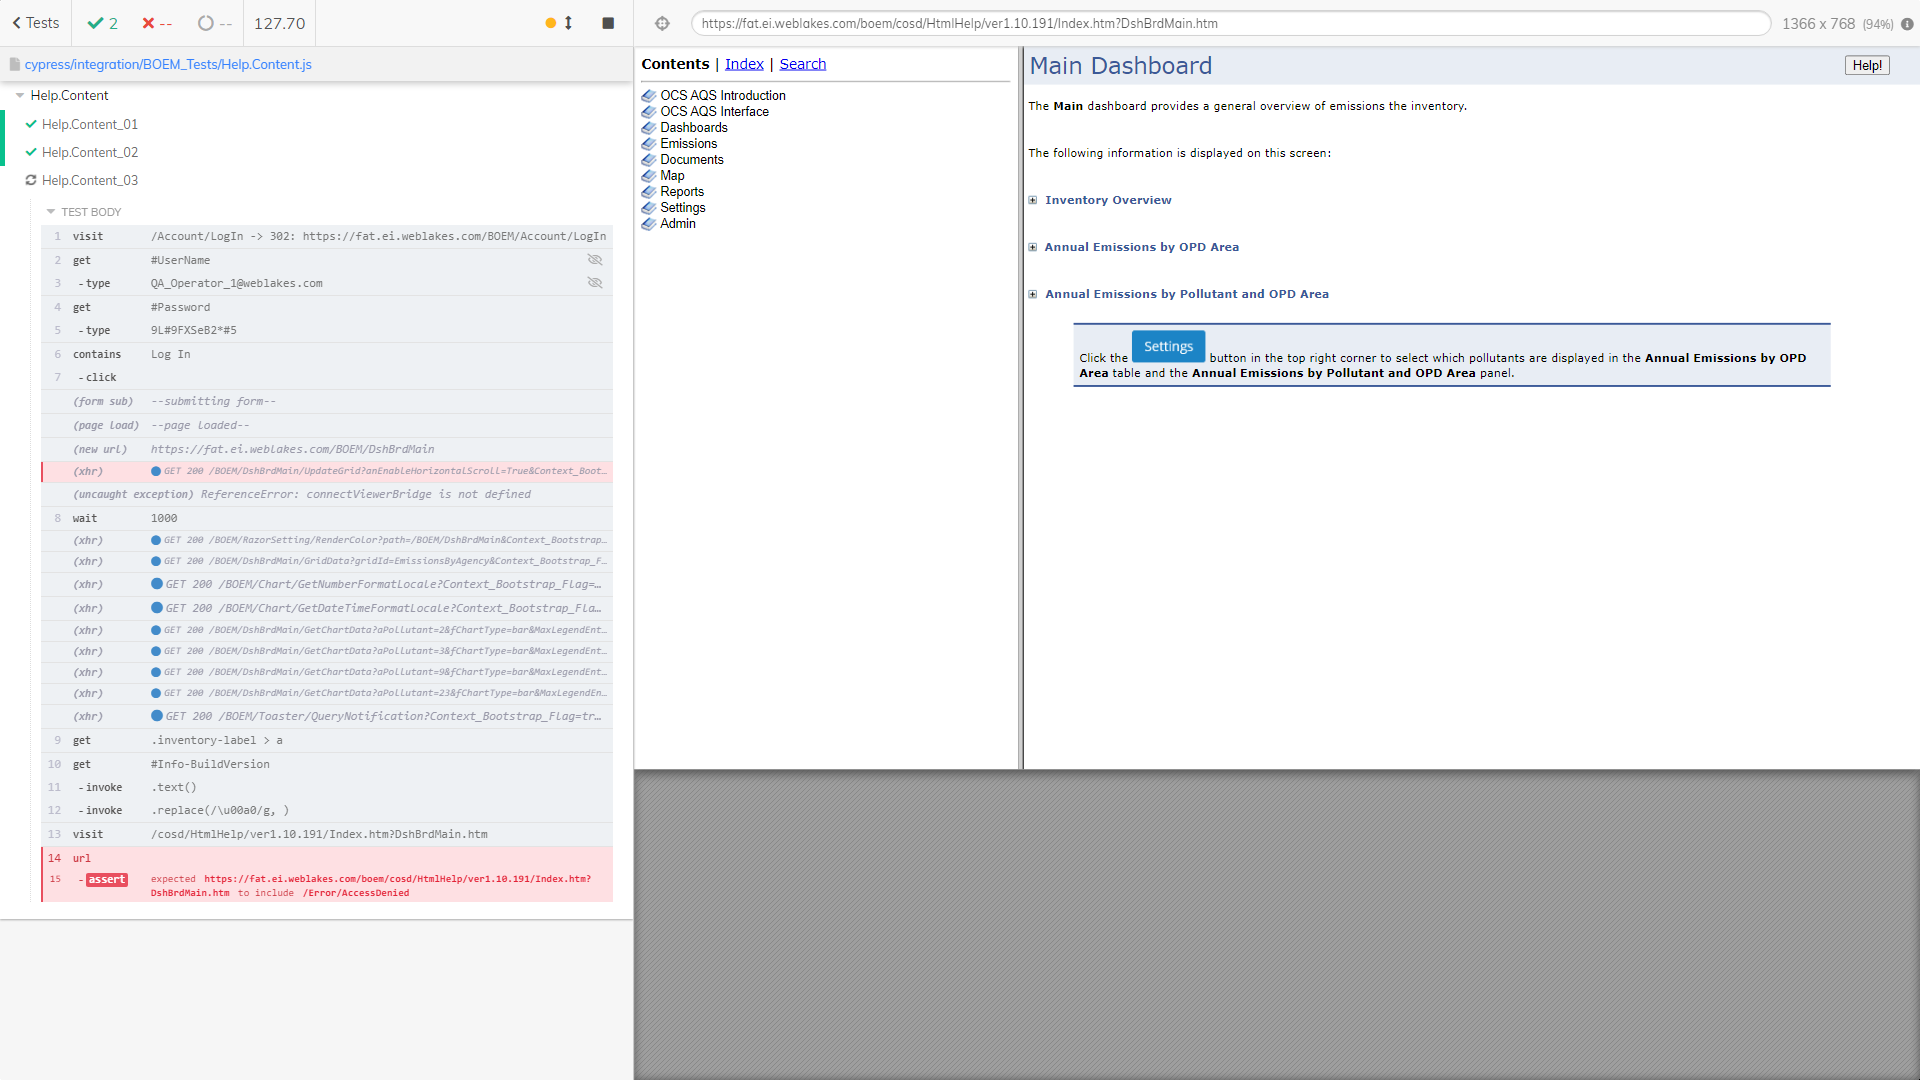 Tests
2
--
--
127.70
https://fat.ei.weblakes.com/boem/cosd/HtmlHelp/ver1.10.191/Index.htm?DshBrdMain.htm
1366 x 768 (94%)
cypress/integration/BOEM_Tests/Help.Content.js
Help.Content
Help.Content_01
Help.Content_02
Help.Content_03
TEST BODY
1 visit /Account/LogIn -> 302: https://fat.ei.weblakes.com/BOEM/Account/LogIn
2 get #UserName
3 -type QA_Operator_1@weblakes.com
4 get #Password
5 -type 9L#9FXSeB2*#5
6 contains Log In
7 -click
(form sub) --submitting form--
(page load) --page loaded--
(new url) https://fat.ei.weblakes.com/BOEM/DshBrdMain
(xhr) GET 200 /BOEM/DshBrdMain/UpdateGrid?anEnableHorizontalScroll=True&Context_Boot...
(uncaught exception) ReferenceError: connectViewerBridge is not defined
8 wait 1000
(xhr) GET 200 /BOEM/RazorSetting/RenderColor?path=/BOEM/DshBrdMain&Context_Bootstrap...
(xhr) GET 200 /BOEM/DshBrdMain/GridData?gridId=EmissionsByAgency&Context_Bootstrap_F...
(xhr) GET 200 /BOEM/Chart/GetNumberFormatLocale?Context_Bootstrap_Flag=...
(xhr) GET 200 /BOEM/Chart/GetDateTimeFormatLocale?Context_Bootstrap_Fla...
(xhr) GET 200 /BOEM/DshBrdMain/GetChartData?aPollutant=2&fChartType=bar&MaxLegendEnt...
(xhr) GET 200 /BOEM/DshBrdMain/GetChartData?aPollutant=3&fChartType=bar&MaxLegendEnt...
(xhr) GET 200 /BOEM/DshBrdMain/GetChartData?aPollutant=9&fChartType=bar&MaxLegendEnt...
(xhr) GET 200 /BOEM/DshBrdMain/GetChartData?aPollutant=23&fChartType=bar&MaxLegendEn...
(xhr) GET 200 /BOEM/Toaster/QueryNotification?Context_Bootstrap_Flag=tr...
9 get .inventory-label > a
10 get #Info-BuildVersion
11 -invoke .text()
12 -invoke .replace(/\u00a0/g, )
13 visit /cosd/HtmlHelp/ver1.10.191/Index.htm?DshBrdMain.htm
14 url
15 -assert expected https://fat.ei.weblakes.com/boem/cosd/HtmlHelp/ver1.10.191/Index.htm?
DshBrdMain.htm to include /Error/AccessDenied
Contents | Index | Search
OCS AQS Introduction
OCS AQS Interface
Dashboards
Emissions
Documents
Map
Reports
Settings
Admin
Main Dashboard
Help!
The Main dashboard provides a general overview of emissions the inventory.
The following information is displayed on this screen:
Inventory Overview
Annual Emissions by OPD Area
Annual Emissions by Pollutant and OPD Area
Click the Settings button in the top right corner to select which pollutants are displayed in the Annual Emissions by OPD
Area table and the Annual Emissions by Pollutant and OPD Area panel.